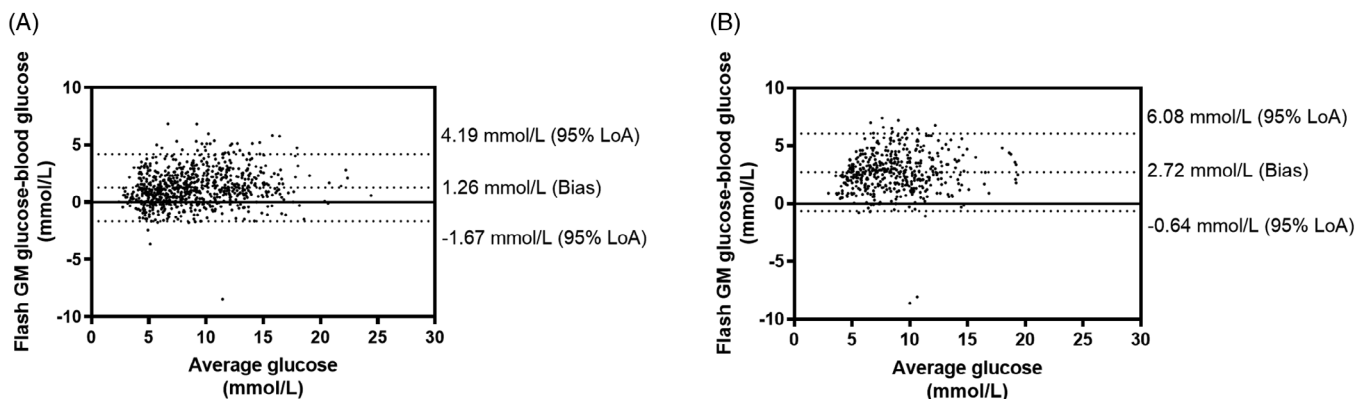 (A)
Flash GM glucose-blood glucose
(mmol/L)
10
5
0
-5
-10
0 5 10 15 20 25 30
Average glucose
(mmol/L)
4.19 mmol/L (95% LoA)
1.26 mmol/L (Bias)
-1.67 mmol/L (95% LoA)
(B)
Flash GM glucose-blood glucose
(mmol/L)
10
5
0
-5
-10
0 5 10 15 20 25 30
Average glucose
(mmol/L)
6.08 mmol/L (95% LoA)
2.72 mmol/L (Bias)
-0.64 mmol/L (95% LoA)